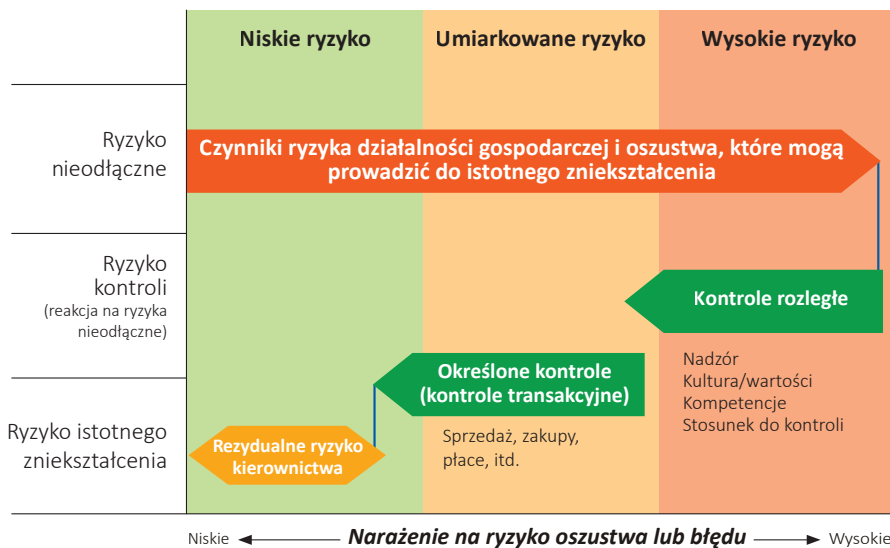 Niskie ryzyko
Umiarkowane ryzyko
Wysokie ryzyko
Ryzyko
nieodłączne
Czynniki ryzyka działalności gospodarczej i oszustwa, które mogą
prowadzić do istotnego zniekształcenia
Ryzyko
kontroli
(reakcja na ryzyka
nieodłączne)
Kontrole rozległe
Nadzór
Kultura/wartości
Kompetencje
Stosunek do kontroli
Określone kontrole
(kontrole transakcyjne)
Sprzedaż, zakupy,
płace, itd.
Ryzyko istotnego
zniekształcenia
Rezydualne ryzyko
kierownictwa
Niskie
Narażenie na ryzyko oszustwa lub błędu
Wysokie